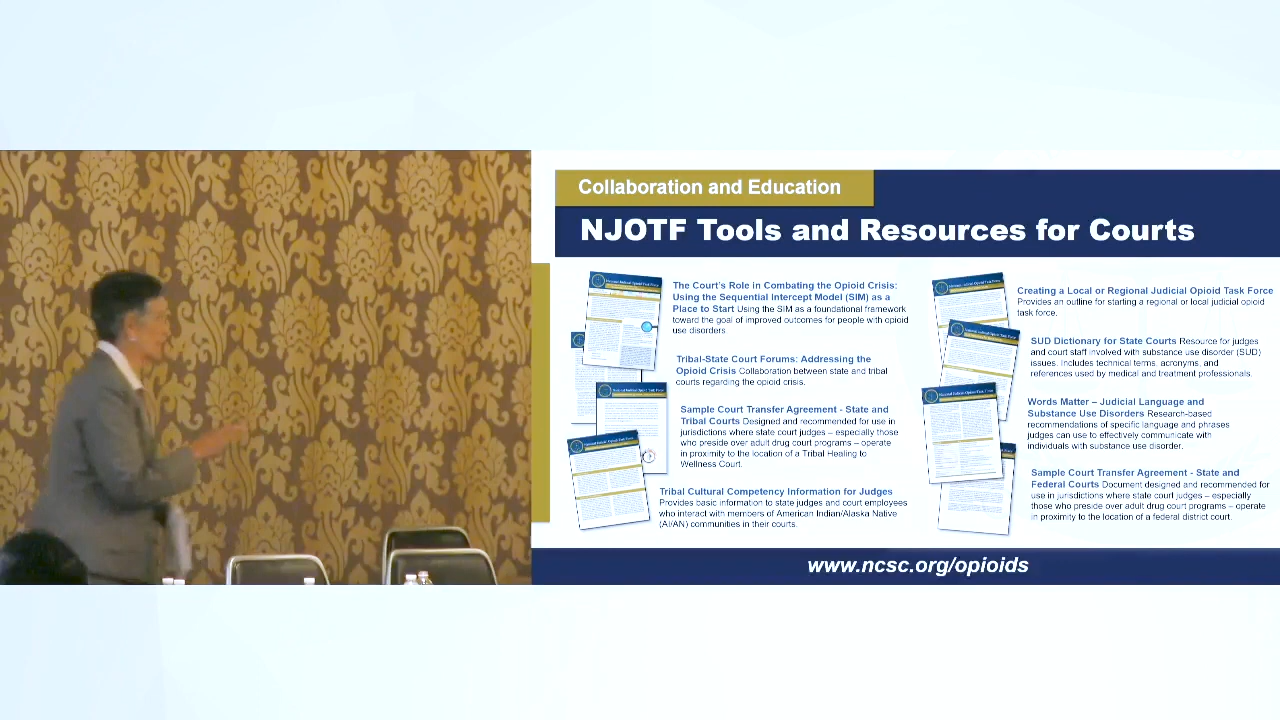 Collaboration and Education
NJOTF Tools and Resources for Courts
The Court's Role in Combating the Opioid Crisis:
Using the Sequential Intercept Model (SIM) as a
Place to Start Using the SIM as a foundational framework
toward the goal of improved outcomes for people with opioid
use disorders.
Tribal-State Court Forums: Addressing the
Opioid Crisis Collaboration between state and tribal
courts regarding the opioid crisis.
Sample Court Transfer Agreement - State and
Tribal Courts Designed and recommended for use in
jurisdictions where state court judges – especially those
who preside over adult drug court programs – operate
in proximity to the location of a Tribal Healing to
Wellness Court.
Tribal Cultural Competency Information for Judges
Provides basic information to state judges and court employees
who interact with members of American Indian/Alaska Native
(AI/AN) communities in their courts.
Creating a Local or Regional Judicial Opioid Task Force
Provides an outline for starting a regional or local judicial opioid
task force.
SUD Dictionary for State Courts Resource for judges
and court staff involved with substance use disorder (SUD)
issues. Includes technical terms, acronyms, and
references used by medical and treatment professionals.
Words Matter – Judicial Language and
Substance Use Disorders Research-based
recommendations of specific language and phrases
judges can use to effectively communicate with
individuals with substance use disorder.
Sample Court Transfer Agreement - State and
Federal Courts Document designed and recommended for
use in jurisdictions where state court judges – especially
those who preside over adult drug court programs – operate
in proximity to the location of a federal district court.
www.ncsc.org/opioids